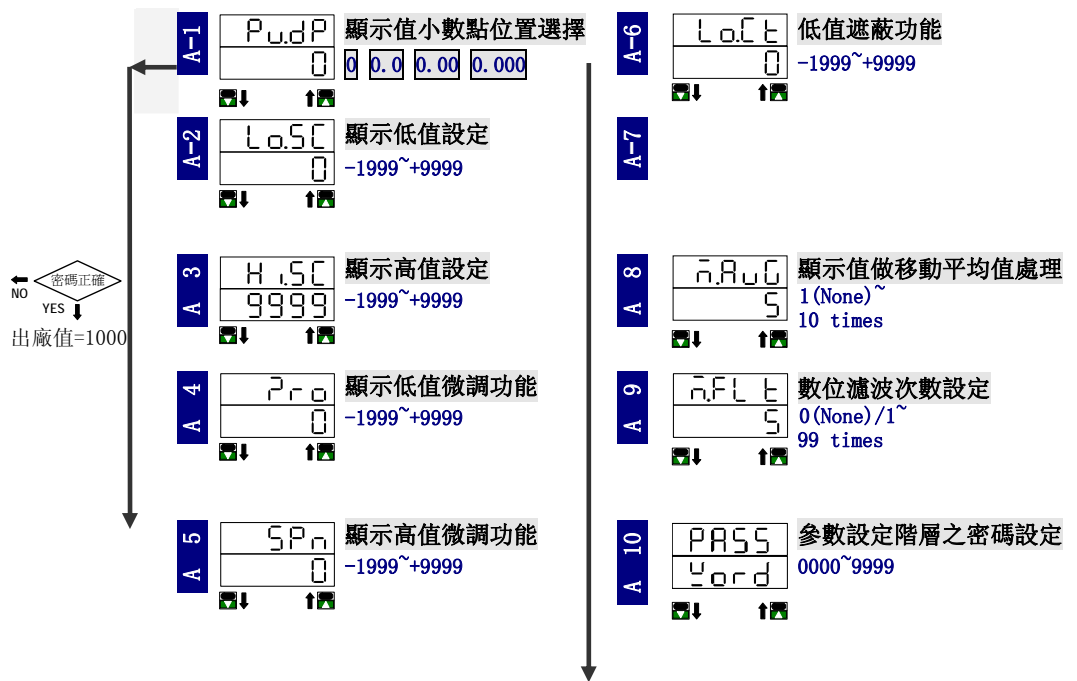 A-1
Pv.dP
0
顯示值小數點位置選擇
0 0.0 0.00 0.000
A-2
Lo.SC
0
顯示低值設定
-1999~+9999
密碼正確
NO
YES
出廠值=1000
A 3
Hi.SC
9999
顯示高值設定
-1999~+9999
A 4
Pro
0
顯示低值微調功能
-1999~+9999
A 5
SPn
0
顯示高值微調功能
-1999~+9999
A-6
Lo.Ct
0
低值遮蔽功能
-1999~+9999
A-7
A 8
m.AvG
5
顯示值做移動平均值處理
1(None)~
10 times
A 9
m.FLt
5
數位濾波次數設定
0(None)/1~
99 times
A 10
PASS
Word
參數設定階層之密碼設定
0000~9999